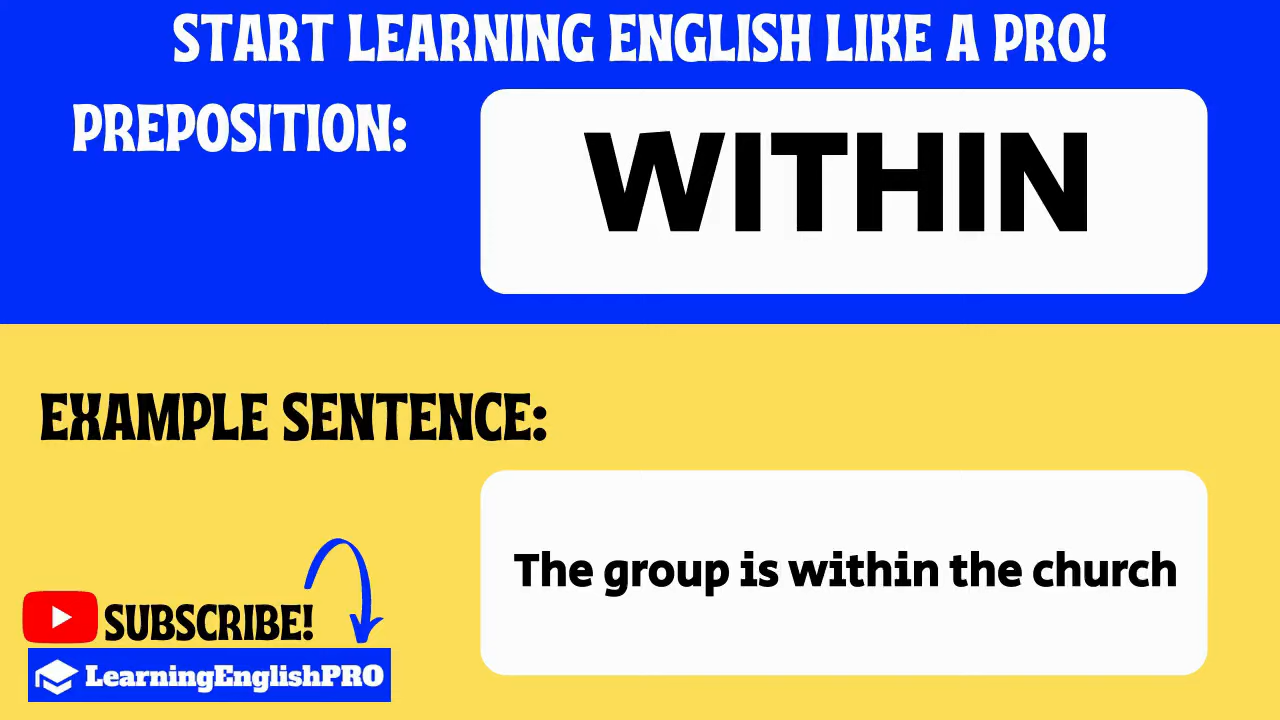 START LEARNING ENGLISH LIKE A PRO!
PREPOSITION:
WITHIN
EXAMPLE SENTENCE:
The group is within the church
SUBSCRIBE!
LearningEnglishPRO